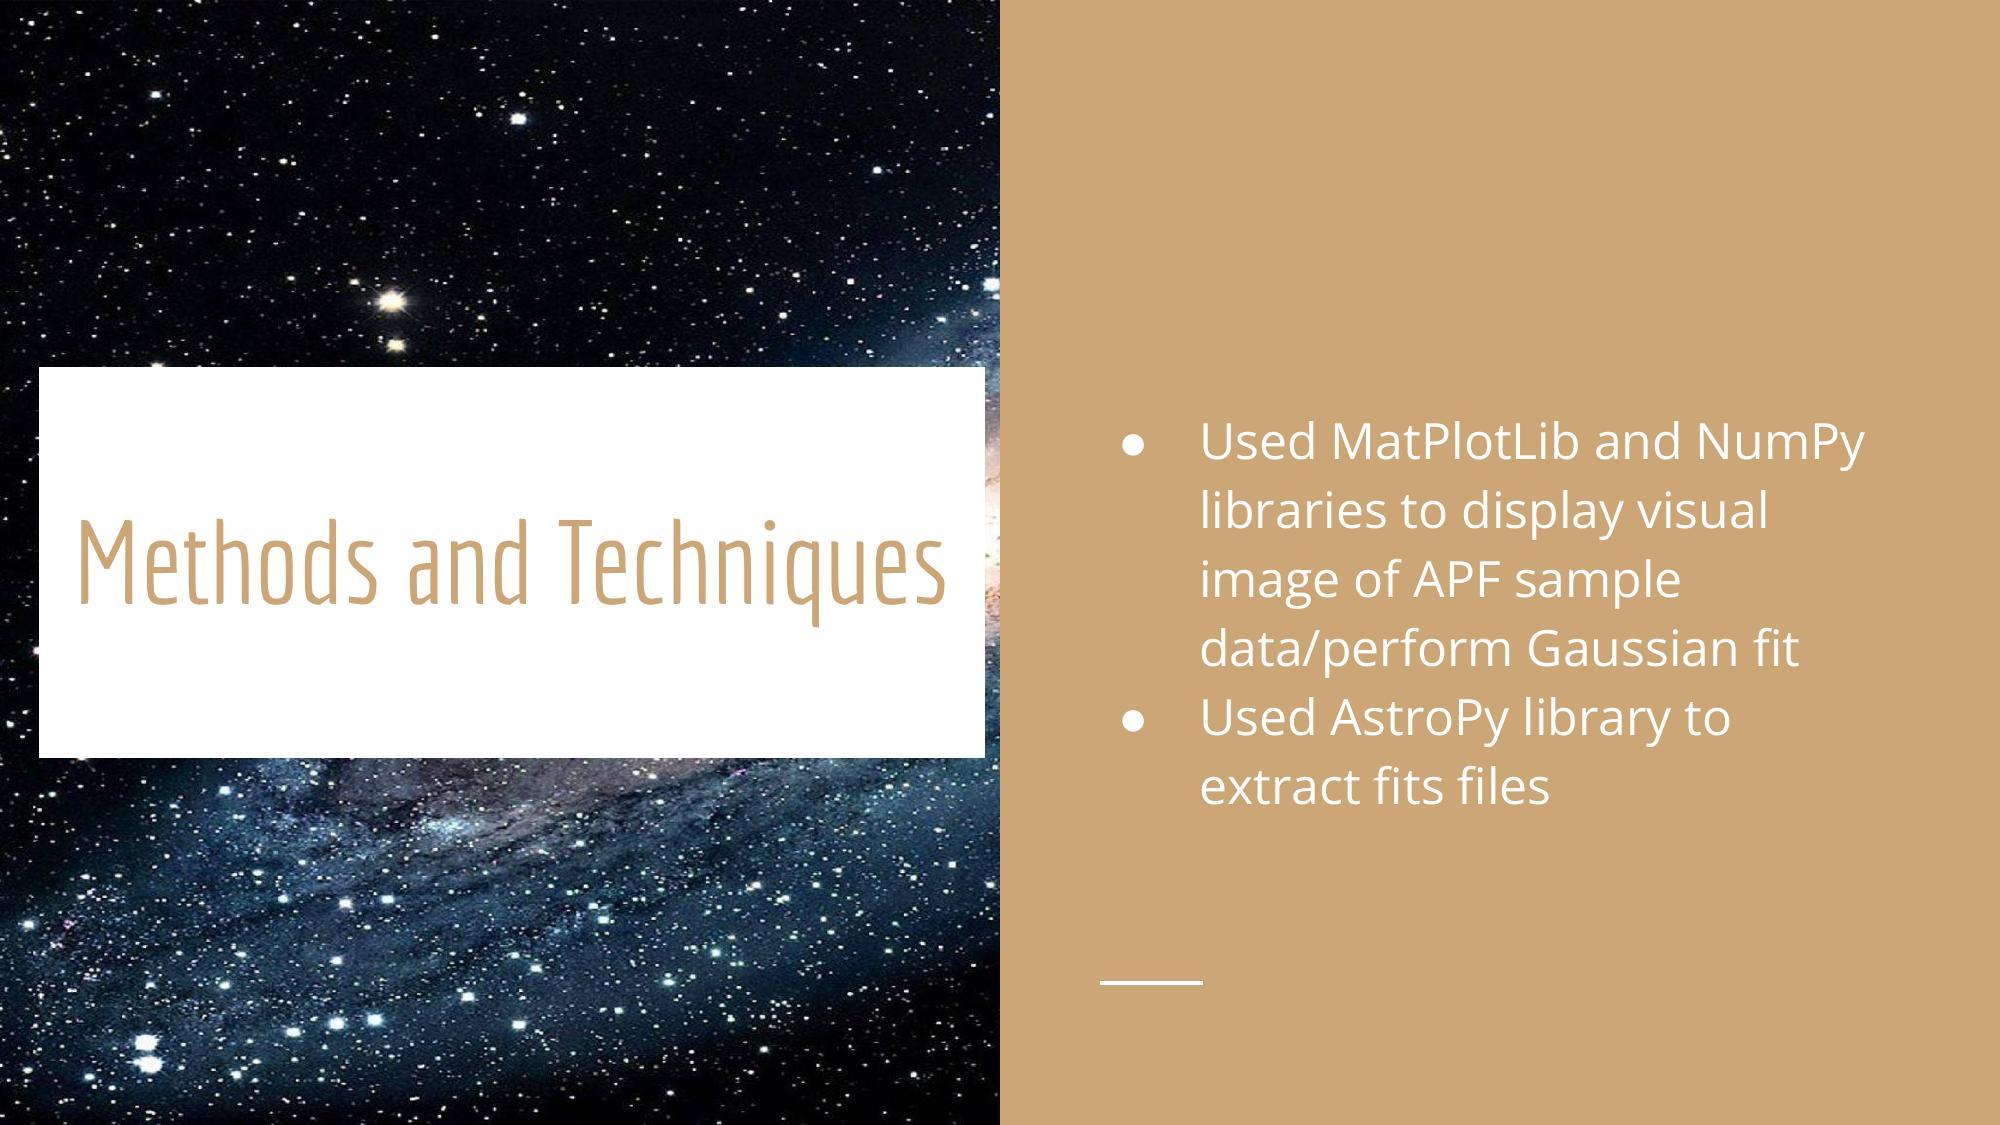 Methods and Techniques
● Used MatPlotLib and NumPy
libraries to display visual
image of APF sample
data/perform Gaussian fit
● Used AstroPy library to
extract fits files